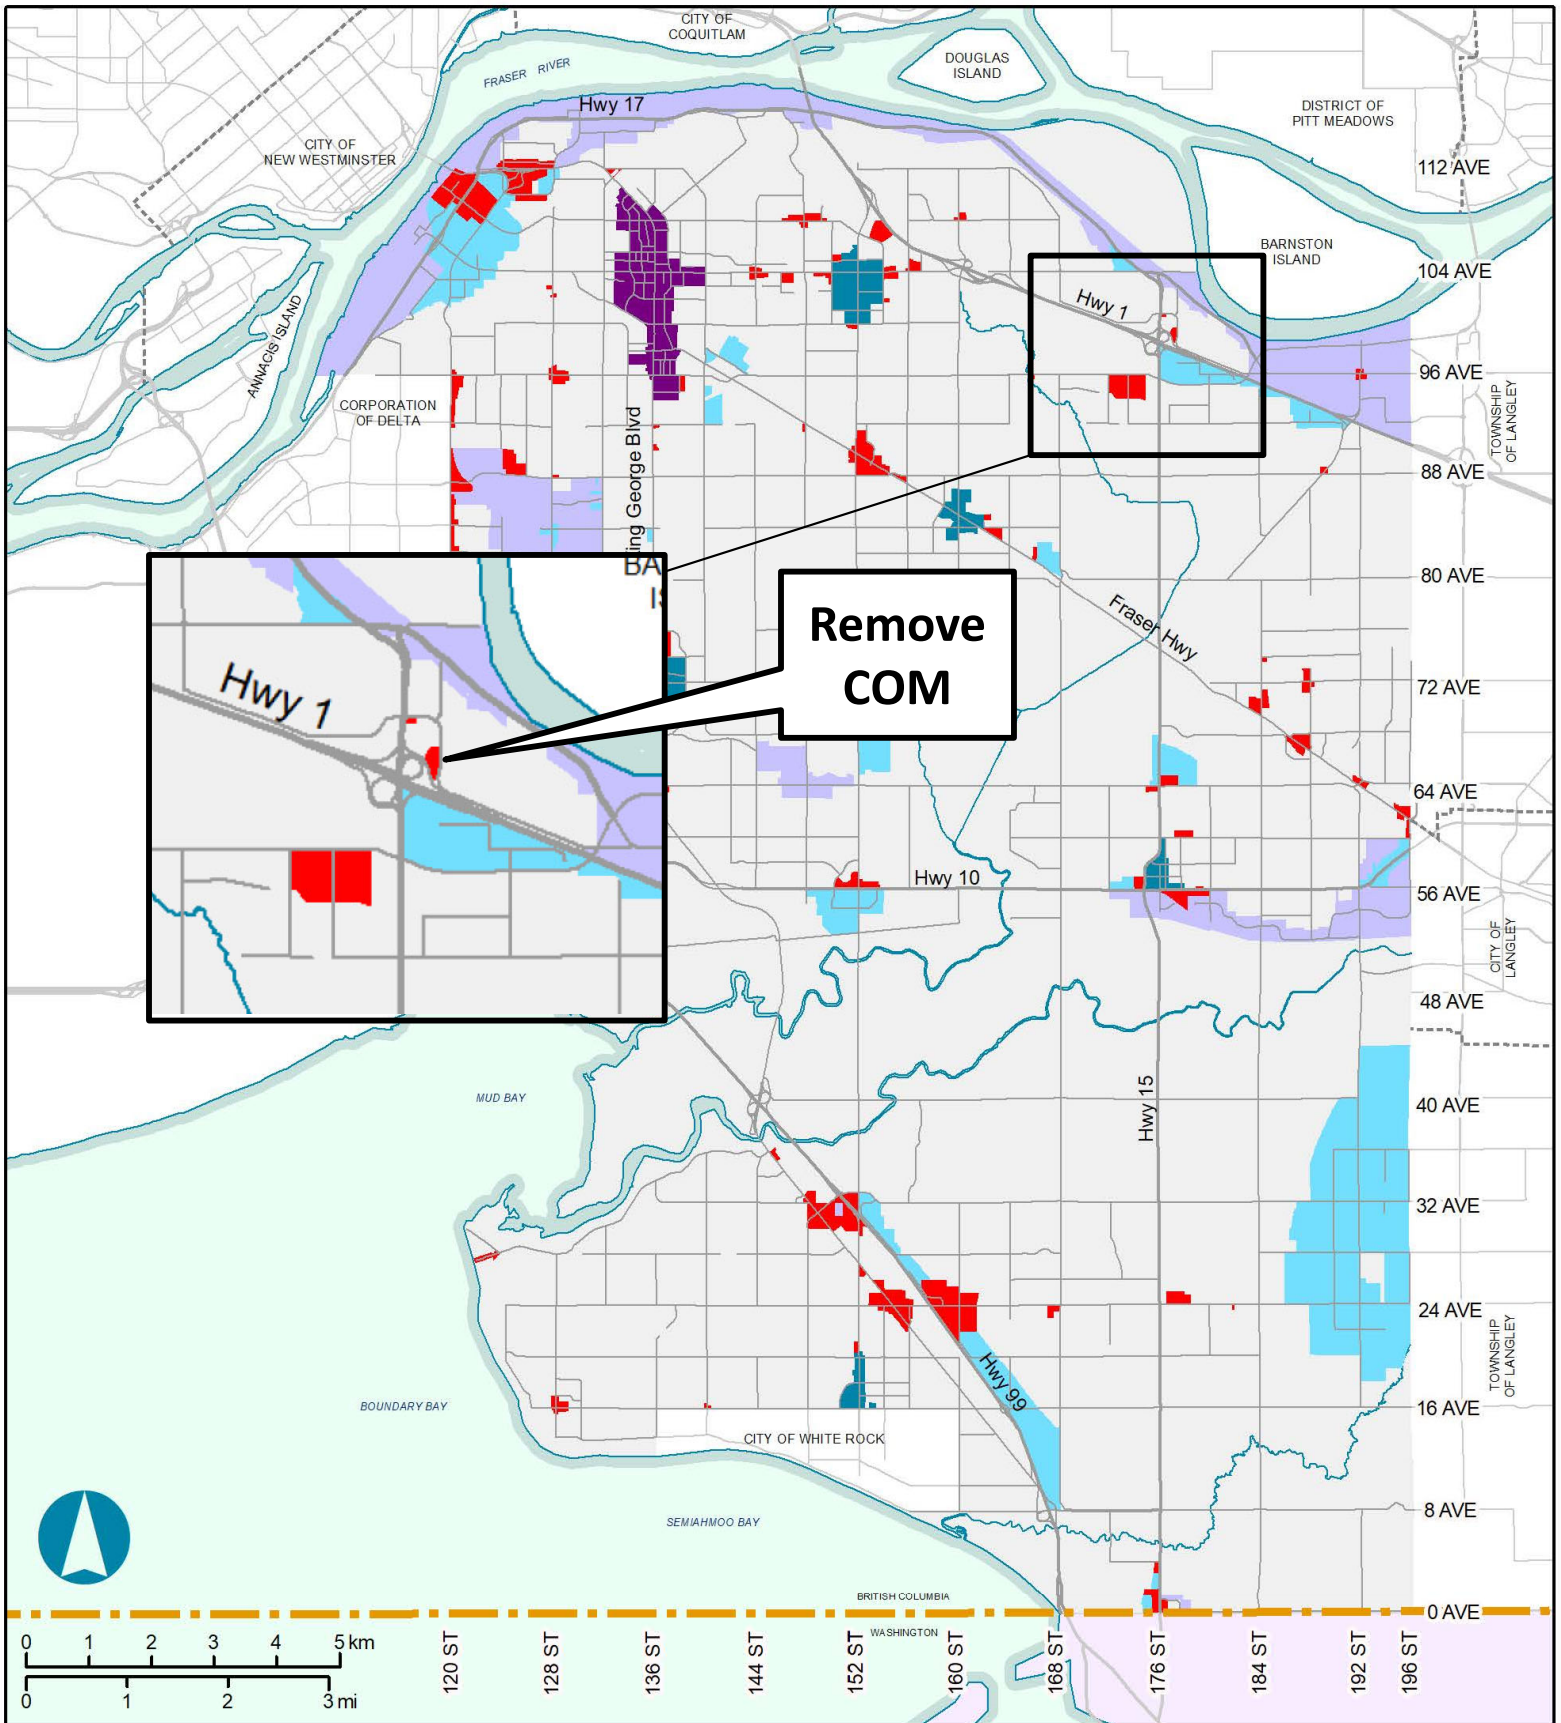 CITY OF
COQUITLAM
DOUGLAS
ISLAND
FRASER RIVER
Hwy 17
DISTRICT OF
PITT MEADOWS
CITY OF
NEW WESTMINSTER
112 AVE
BARNSTON
ISLAND
104 AVE
Hwy 1
ANNACIS ISLAND
96 AVE
CORPORATION
OF DELTA
TOWNSHIP
OF LANGLEY
King George Blvd
88 AVE
BA
IS
80 AVE
Remove
COM
Fraser Hwy
Hwy 1
72 AVE
64 AVE
Hwy 10
56 AVE
CITY OF
LANGLEY
48 AVE
MUD BAY
Hwy 15
40 AVE
32 AVE
24 AVE
TOWNSHIP
OF LANGLEY
Hwy 99
BOUNDARY BAY
16 AVE
CITY OF WHITE ROCK
8 AVE
SEMIAHMOO BAY
BRITISH COLUMBIA
0 AVE
WASHINGTON
0 1 2 3 4 5 km
0 1 2 3 mi
120 ST
128 ST
136 ST
144 ST
152 ST
160 ST
168 ST
176 ST
184 ST
192 ST
196 ST